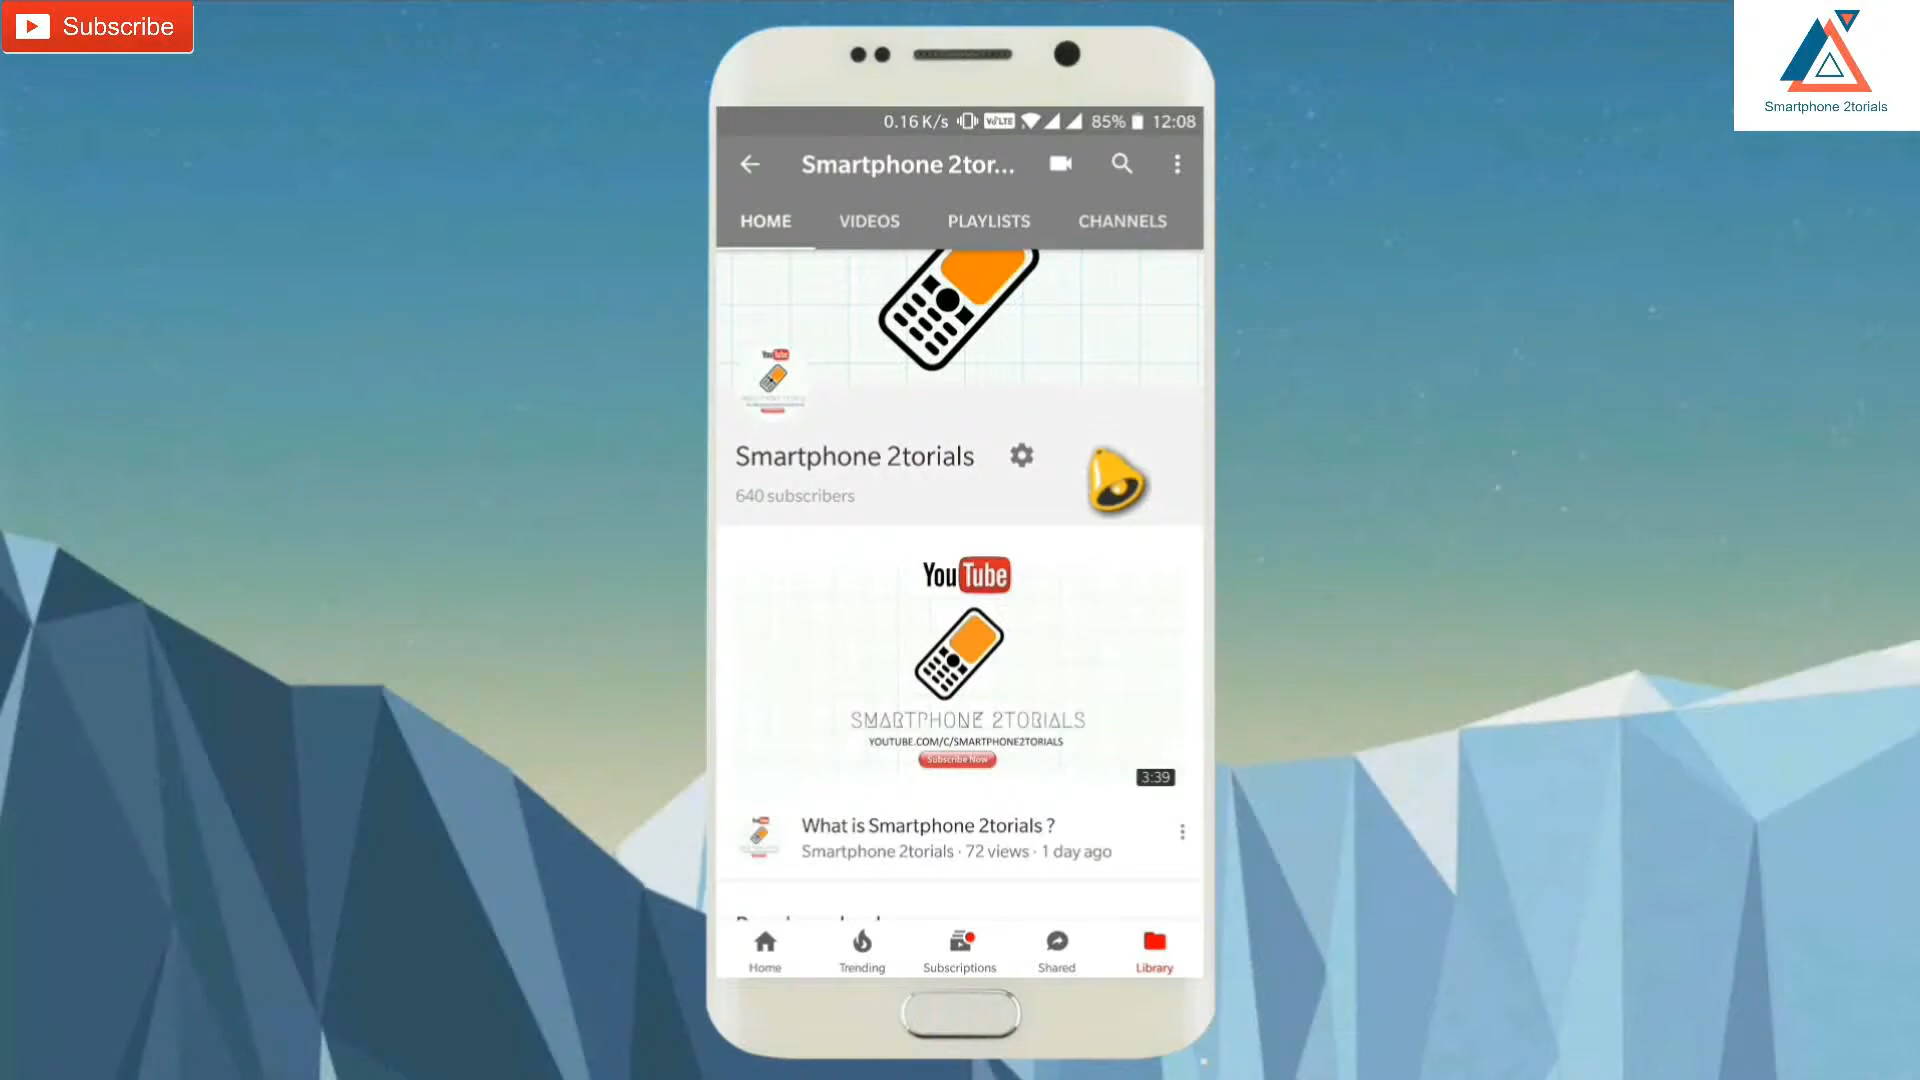 Subscribe
Smartphone 2torials
0.16 K/s VoLTE 85% 12:08
Smartphone 2tor...
HOME VIDEOS PLAYLISTS CHANNELS
YouTube
Smartphone 2torials
640 subscribers
YouTube
SMARTPHONE 2TORIALS
YOUTUBE.COM/C/SMARTPHONE2TORIALS
Subscribe Now
3:39
What is Smartphone 2torials ?
Smartphone 2torials · 72 views · 1 day ago
Home Trending Subscriptions Shared Library